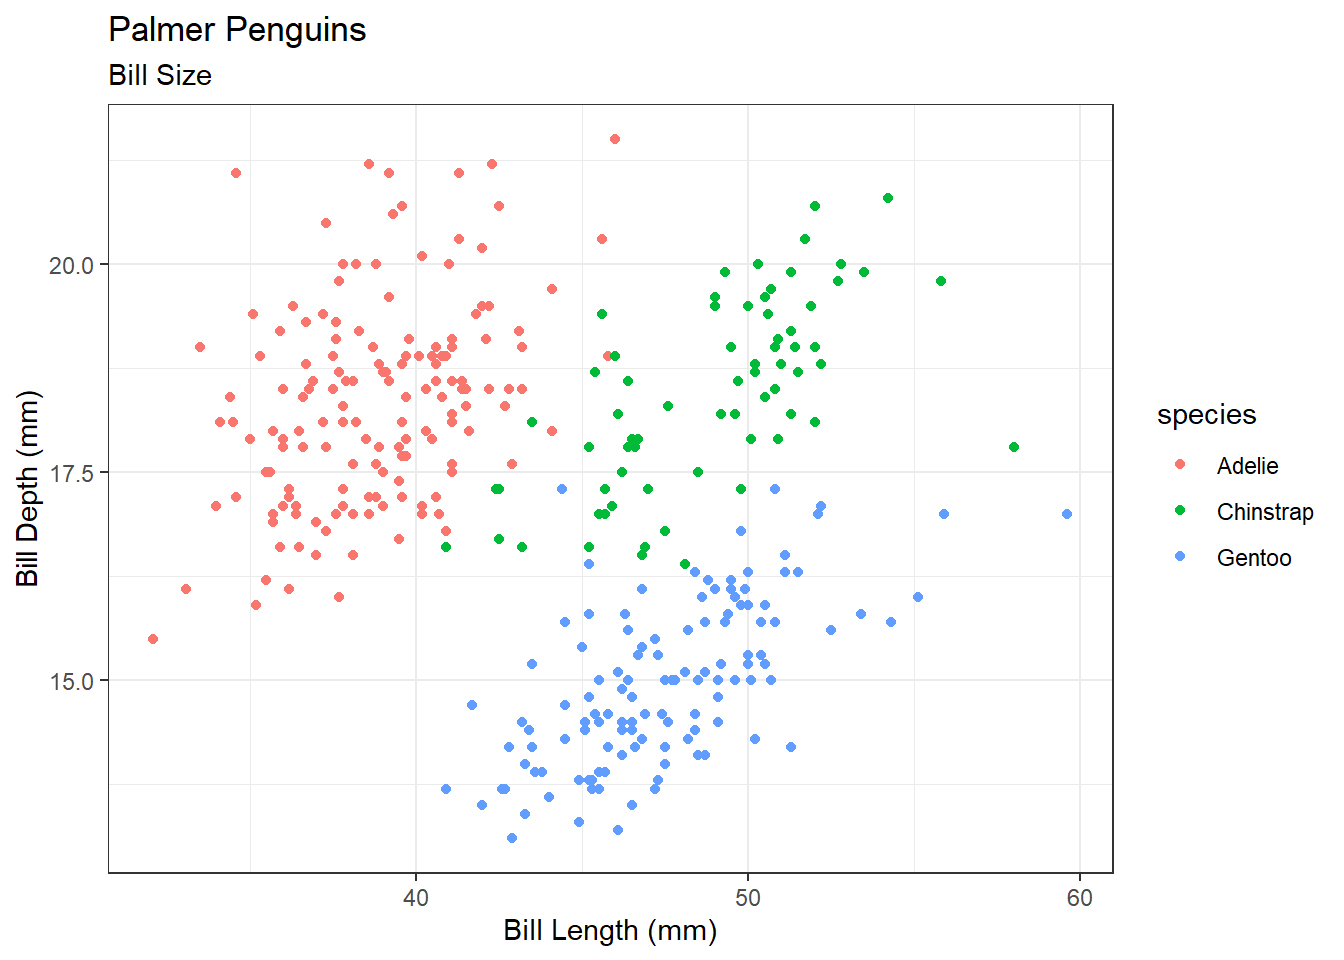 Palmer Penguins
Bill Size
20.0
17.5
15.0
Bill Depth (mm)
40 50 60
Bill Length (mm)
species
Adelie
Chinstrap
Gentoo